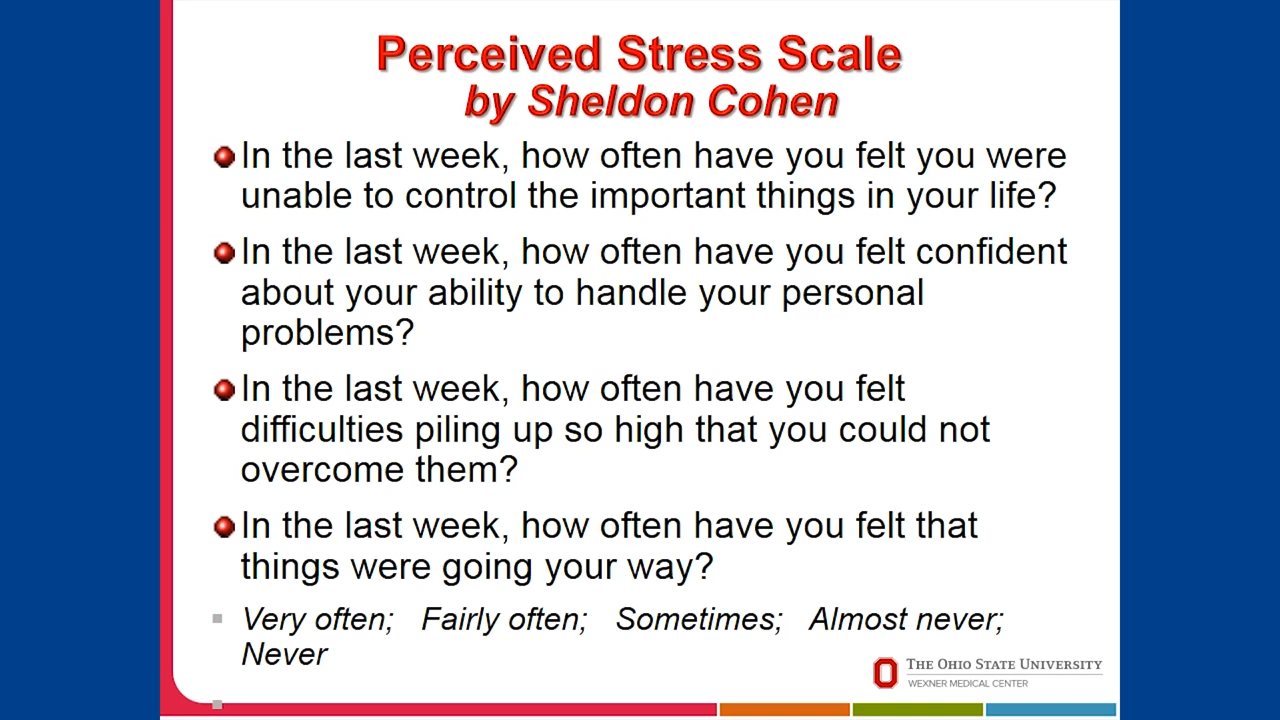 Perceived Stress Scale
by Sheldon Cohen
In the last week, how often have you felt you were
unable to control the important things in your life?
In the last week, how often have you felt confident
about your ability to handle your personal
problems?
In the last week, how often have you felt
difficulties piling up so high that you could not
overcome them?
In the last week, how often have you felt that
things were going your way?
Very often; Fairly often; Sometimes; Almost never;
Never
THE OHIO STATE UNIVERSITY
WEXNER MEDICAL CENTER